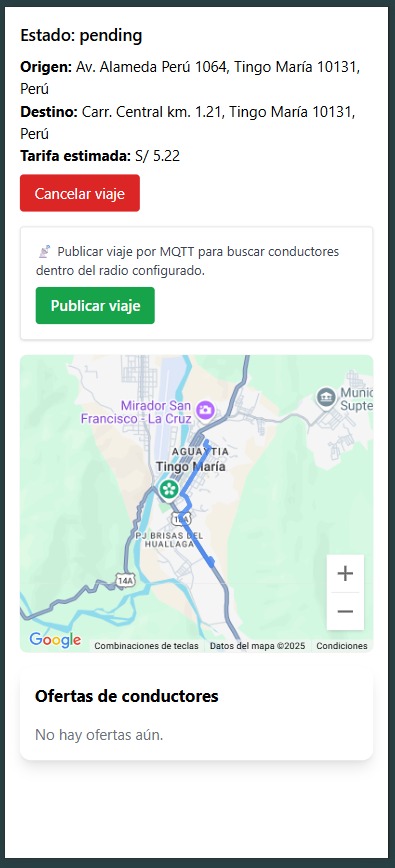 Estado: pending
Origen: Av. Alameda Perú 1064, Tingo María 10131,
Perú
Destino: Carr. Central km. 1.21, Tingo María 10131,
Perú
Tarifa estimada: S/ 5.22
Cancelar viaje
Publicar viaje por MQTT para buscar conductores
dentro del radio configurado.
Publicar viaje
Mirador San
Francisco - La Cruz
Munic
Supte
AGUAYTIA
Tingo María
18A
PJ BRISAS DEL
HUALLAGA
14A
+
−
Google
Combinaciones de teclas
Datos del mapa ©2025
Condiciones
Ofertas de conductores
No hay ofertas aún.